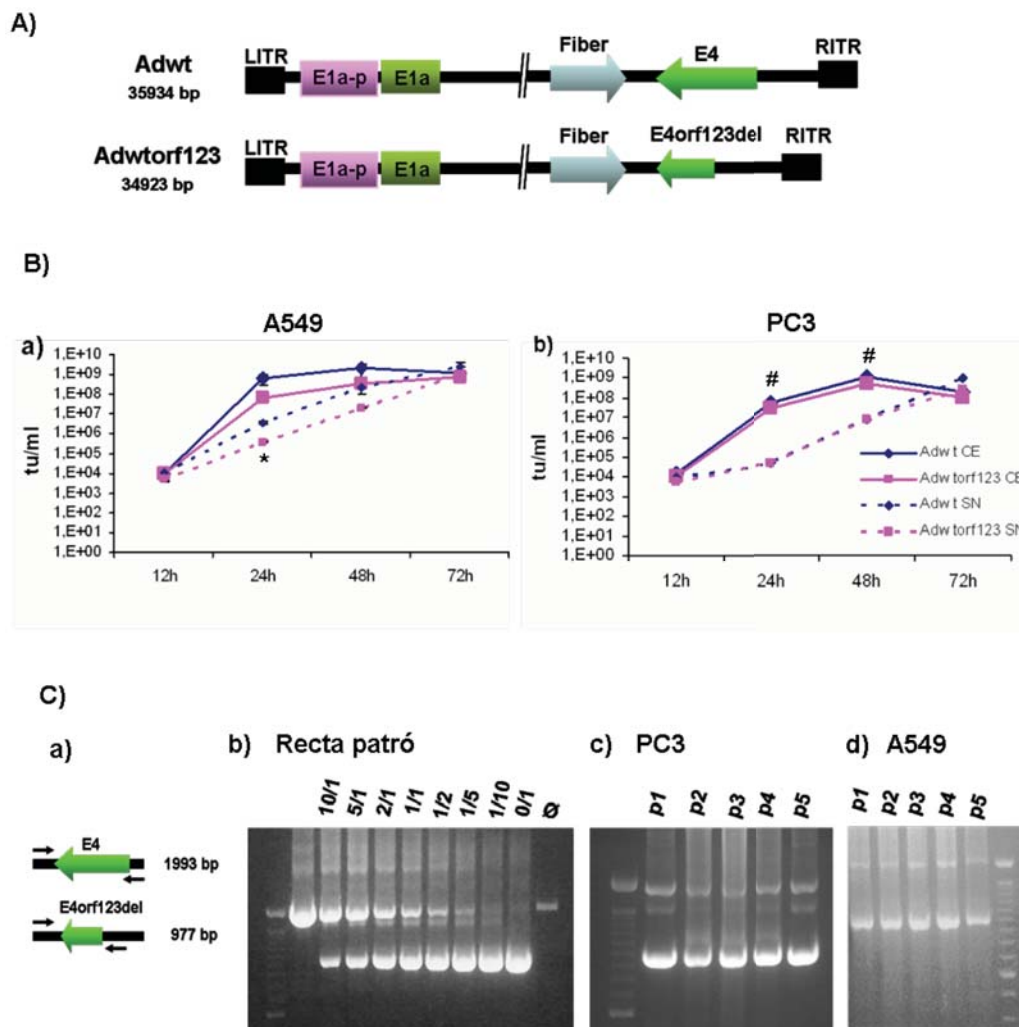 A)
LITR Fiber E4 RITR
Adwt E1a-p E1a
35934 bp
LITR Fiber E4orf123del RITR
Adwtorf123 E1a-p E1a
34923 bp
B)
A549
a)
tu/ml
1,E+10
1,E+09
1,E+08
1,E+07
1,E+06
1,E+05
1,E+04
1,E+03
1,E+02
1,E+01
1,E+00
*
12h 24h 48h 72h
PC3
b)
tu/ml
1,E+10
1,E+09
1,E+08
1,E+07
1,E+06
1,E+05
1,E+04
1,E+03
1,E+02
1,E+01
1,E+00
# #
Adwt CE
Adwtorf123 CE
Adwt SN
Adwtorf123 SN
12h 24h 48h 72h
C)
a)
E4
1993 bp
E4orf123del
977 bp
b) Recta patró
10/1 5/1 2/1 1/1 1/2 1/5 1/10 0/1 Ø
c) PC3
p1 p2 p3 p4 p5
d) A549
p1 p2 p3 p4 p5